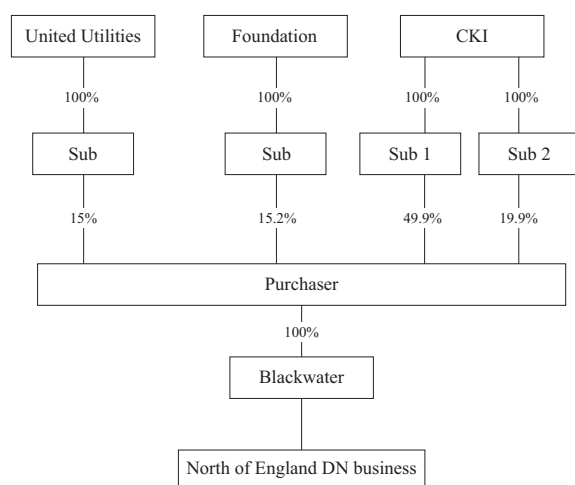 United Utilities
Foundation
CKI
100%
100%
100%
100%
Sub
Sub
Sub 1
Sub 2
15%
15.2%
49.9%
19.9%
Purchaser
100%
Blackwater
North of England DN business